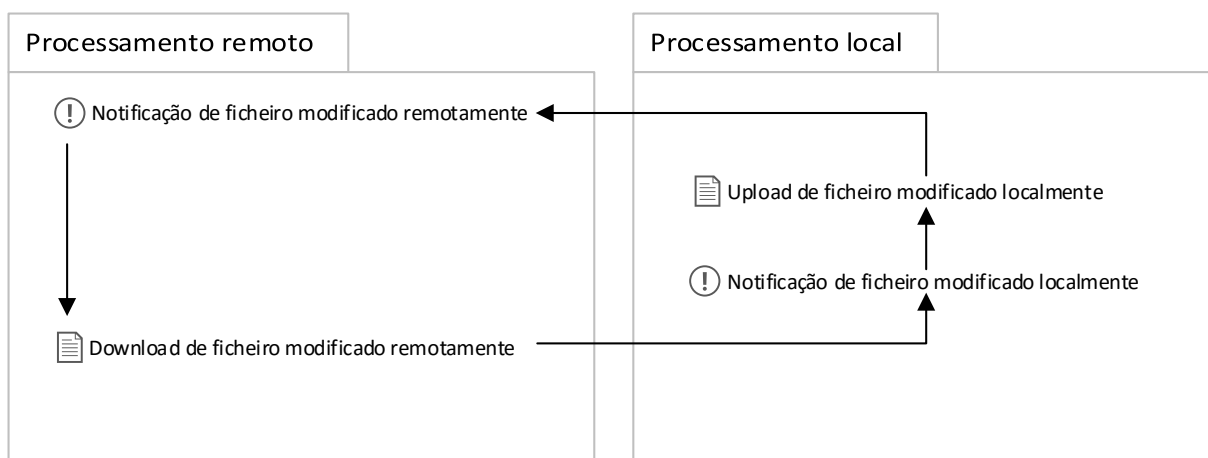 Processamento remoto
Notificação de ficheiro modificado remotamente
Download de ficheiro modificado remotamente
Processamento local
Upload de ficheiro modificado localmente
Notificação de ficheiro modificado localmente